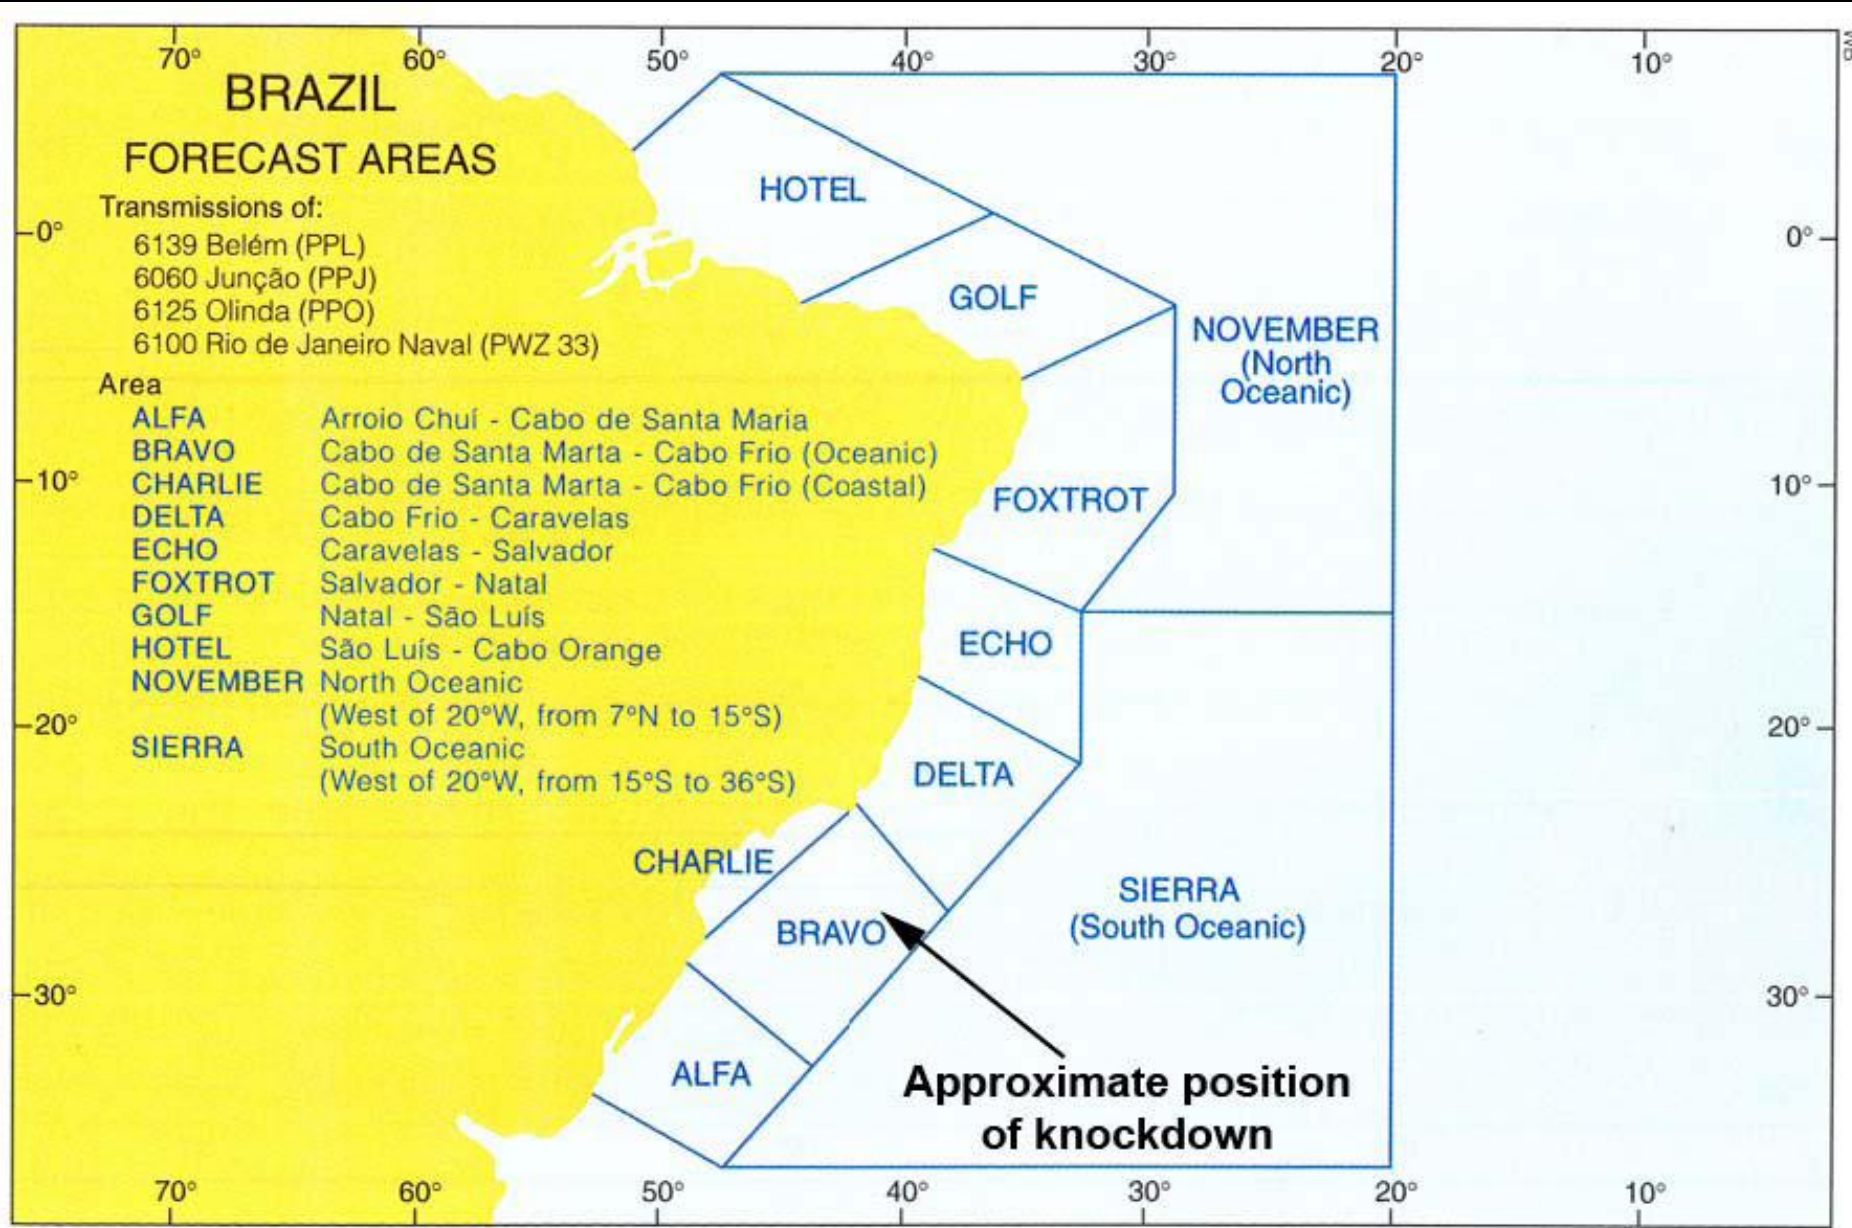 70° 60° 50° 40° 30° 20° 10°
BRAZIL
FORECAST AREAS
Transmissions of:
6139 Belém (PPL)
6060 Junção (PPJ)
6125 Olinda (PPO)
6100 Rio de Janeiro Naval (PWZ 33)
Area
ALFA Arroio Chuí - Cabo de Santa Maria
BRAVO Cabo de Santa Marta - Cabo Frio (Oceanic)
CHARLIE Cabo de Santa Marta - Cabo Frio (Coastal)
DELTA Cabo Frio - Caravelas
ECHO Caravelas - Salvador
FOXTROT Salvador - Natal
GOLF Natal - São Luís
HOTEL São Luís - Cabo Orange
NOVEMBER North Oceanic
(West of 20°W, from 7°N to 15°S)
SIERRA South Oceanic
(West of 20°W, from 15°S to 36°S)
0°
10°
20°
30°
HOTEL
GOLF
NOVEMBER
(North
Oceanic)
FOXTROT
ECHO
DELTA
CHARLIE
BRAVO
SIERRA
(South Oceanic)
ALFA
Approximate position
of knockdown
0°
10°
20°
30°
70° 60° 50° 40° 30° 20° 10°